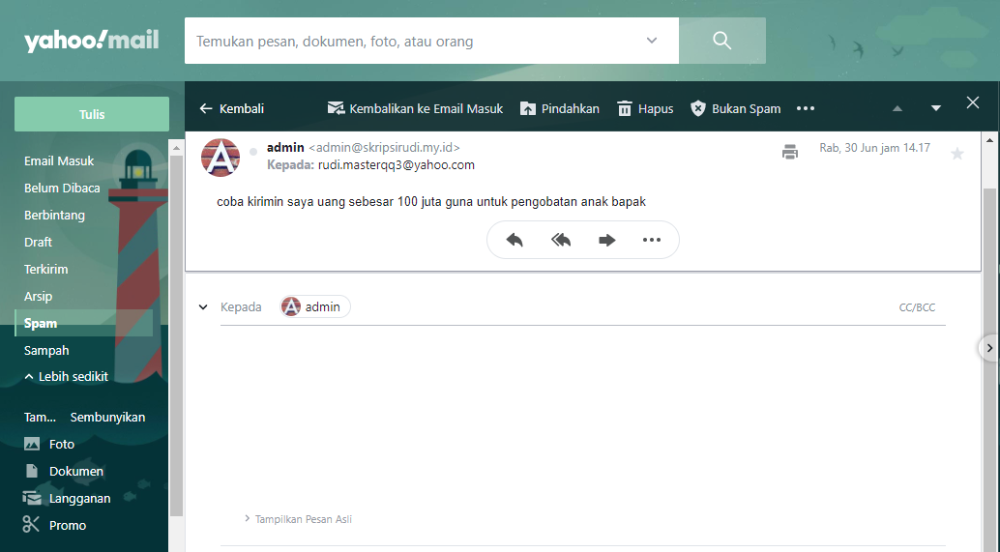 yahoo!mail
Temukan pesan, dokumen, foto, atau orang
Tulis
Kembali
Kembalikan ke Email Masuk
Pindahkan
Hapus
Bukan Spam
Email Masuk
Belum Dibaca
Berbintang
Draft
Terkirim
Arsip
Spam
Sampah
Lebih sedikit
Tam... Sembunyikan
Foto
Dokumen
Langganan
Promo
A
admin <admin@skripsirudi.my.id>
Rab, 30 Jun jam 14.17
Kepada: rudi.masterqq3@yahoo.com
coba kirimin saya uang sebesar 100 juta guna untuk pengobatan anak bapak
Kepada A admin
CC/BCC
Tampilkan Pesan Asli